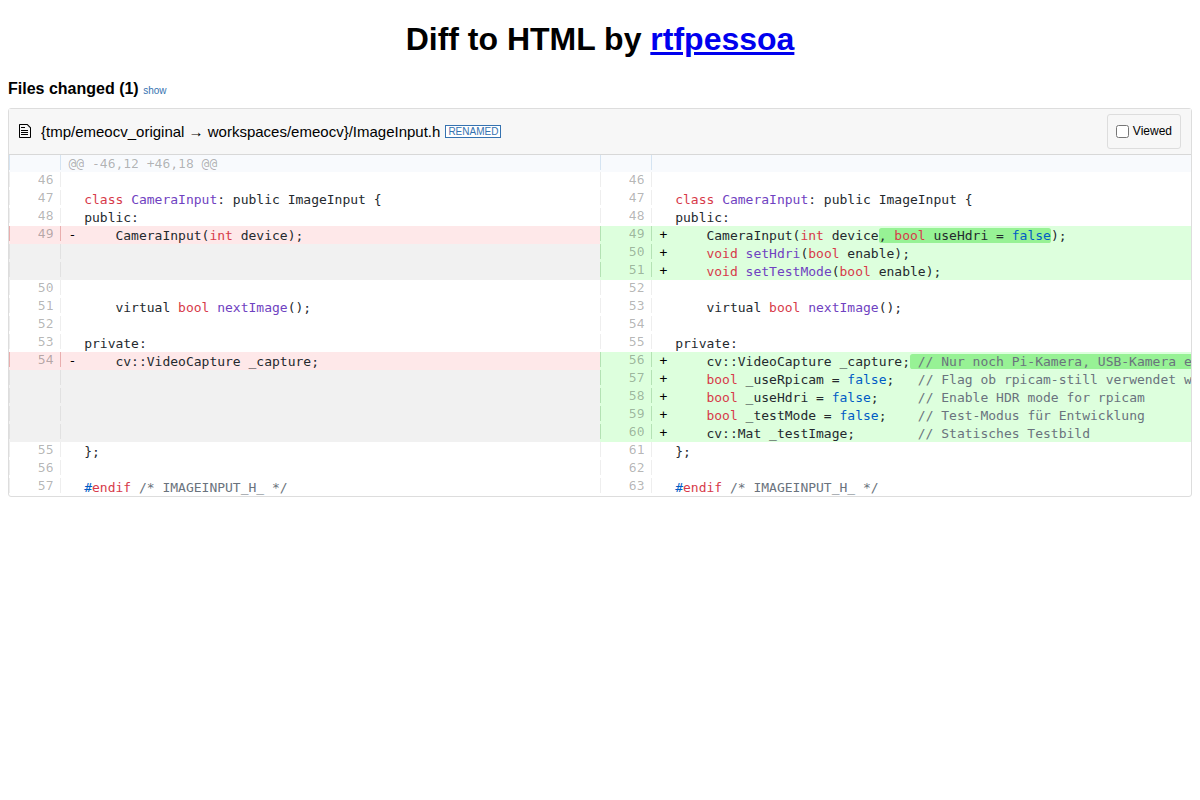 Diff to HTML by rtfpessoa
Files changed (1) show
{tmp/emeocv_original → workspaces/emeocv}/ImageInput.h RENAMED Viewed
@@ -46,12 +46,18 @@
46 46
47 class CameraInput: public ImageInput { 47 class CameraInput: public ImageInput {
48 public: 48 public:
49 - CameraInput(int device); 49 + CameraInput(int device, bool useHdri = false);
50 + void setHdri(bool enable);
51 + void setTestMode(bool enable);
50 52
51 virtual bool nextImage(); 53 virtual bool nextImage();
52 54
53 private: 55 private:
54 - cv::VideoCapture _capture; 56 + cv::VideoCapture _capture; // Nur noch Pi-Kamera, USB-Kamera e
57 + bool _useRpicam = false; // Flag ob rpicam-still verwendet w
58 + bool _useHdri = false; // Enable HDR mode for rpicam
59 + bool _testMode = false; // Test-Modus für Entwicklung
60 + cv::Mat _testImage; // Statisches Testbild
55 }; 61 };
56 62
57 #endif /* IMAGEINPUT_H_ */ 63 #endif /* IMAGEINPUT_H_ */